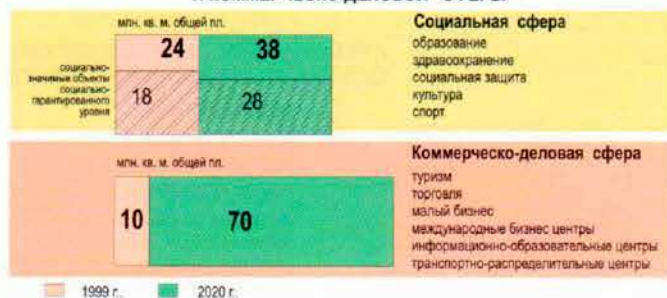 млн. кв. м. общей пл.
24 38
социально-
значимые объекты
социально-
гарантированного
уровня
18 28
Социальная сфера
образование
здравоохранение
социальная защита
культура
спорт
млн. кв. м. общей пл.
10 70
Коммерческо-деловая сфера
туризм
торговля
малый бизнес
международные бизнес центры
информационно-образовательные центры
транспортно-распределительные центры
1999 г.. 2020 г..